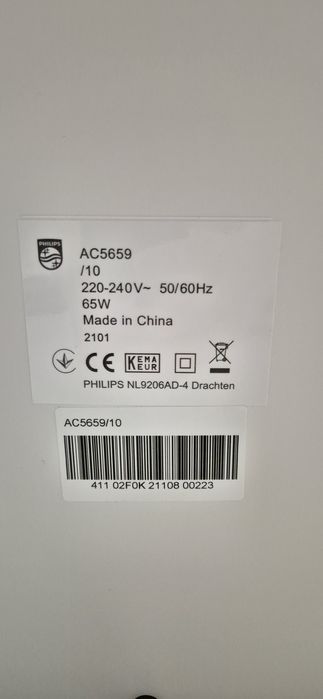 PHILIPS
AC5659
/10
220-240V~ 50/60Hz
65W
Made in China
2101
CE KEMA KEUR
PHILIPS NL9206AD-4 Drachten
AC5659/10
411 02F0K 21108 00223